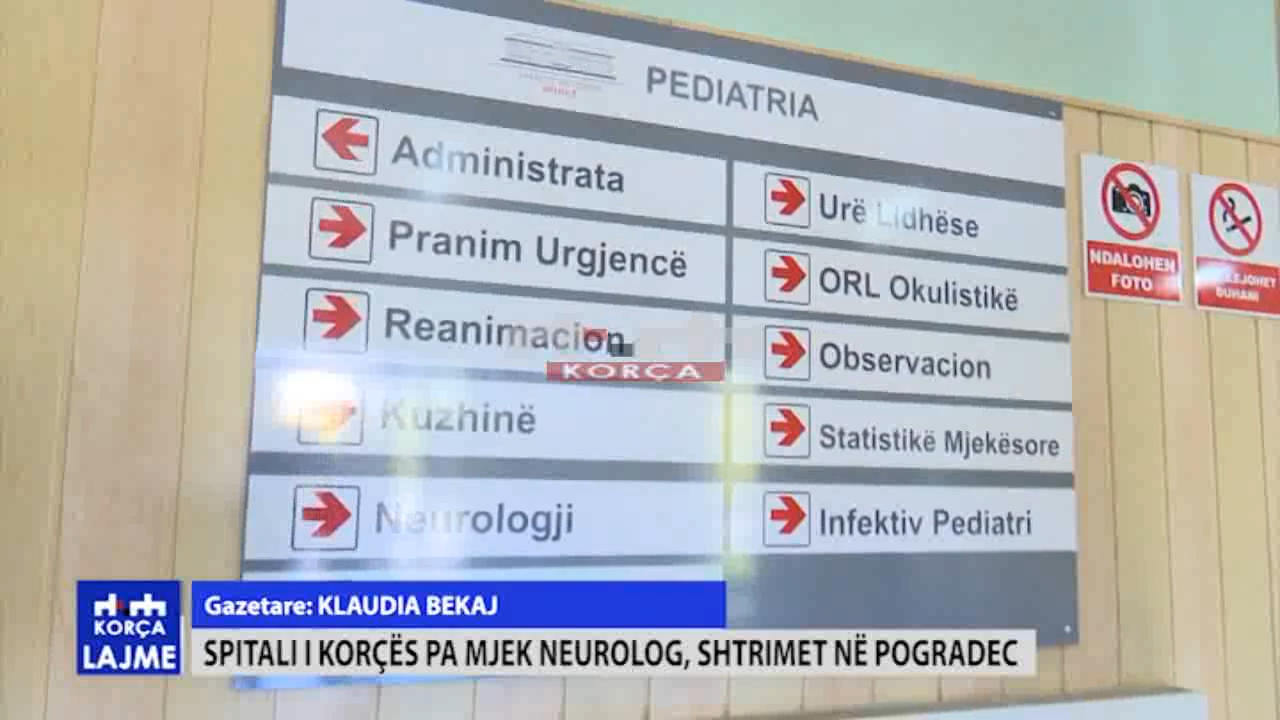 PEDIATRIA
Administrata
Pranim Urgjencë
Reanimacion
Kuzhinë
Neurologji
Urë Lidhëse
ORL Okulistikë
Observacion
Statistikë Mjekësore
Infektiv Pediatri
NDALOHEN
FOTO
DUHANI
KORÇA
Gazetare: KLAUDIA BEKAJ
KORÇA
LAJME
SPITALI I KORÇËS PA MJEK NEUROLOG, SHTRIMET NË POGRADEC